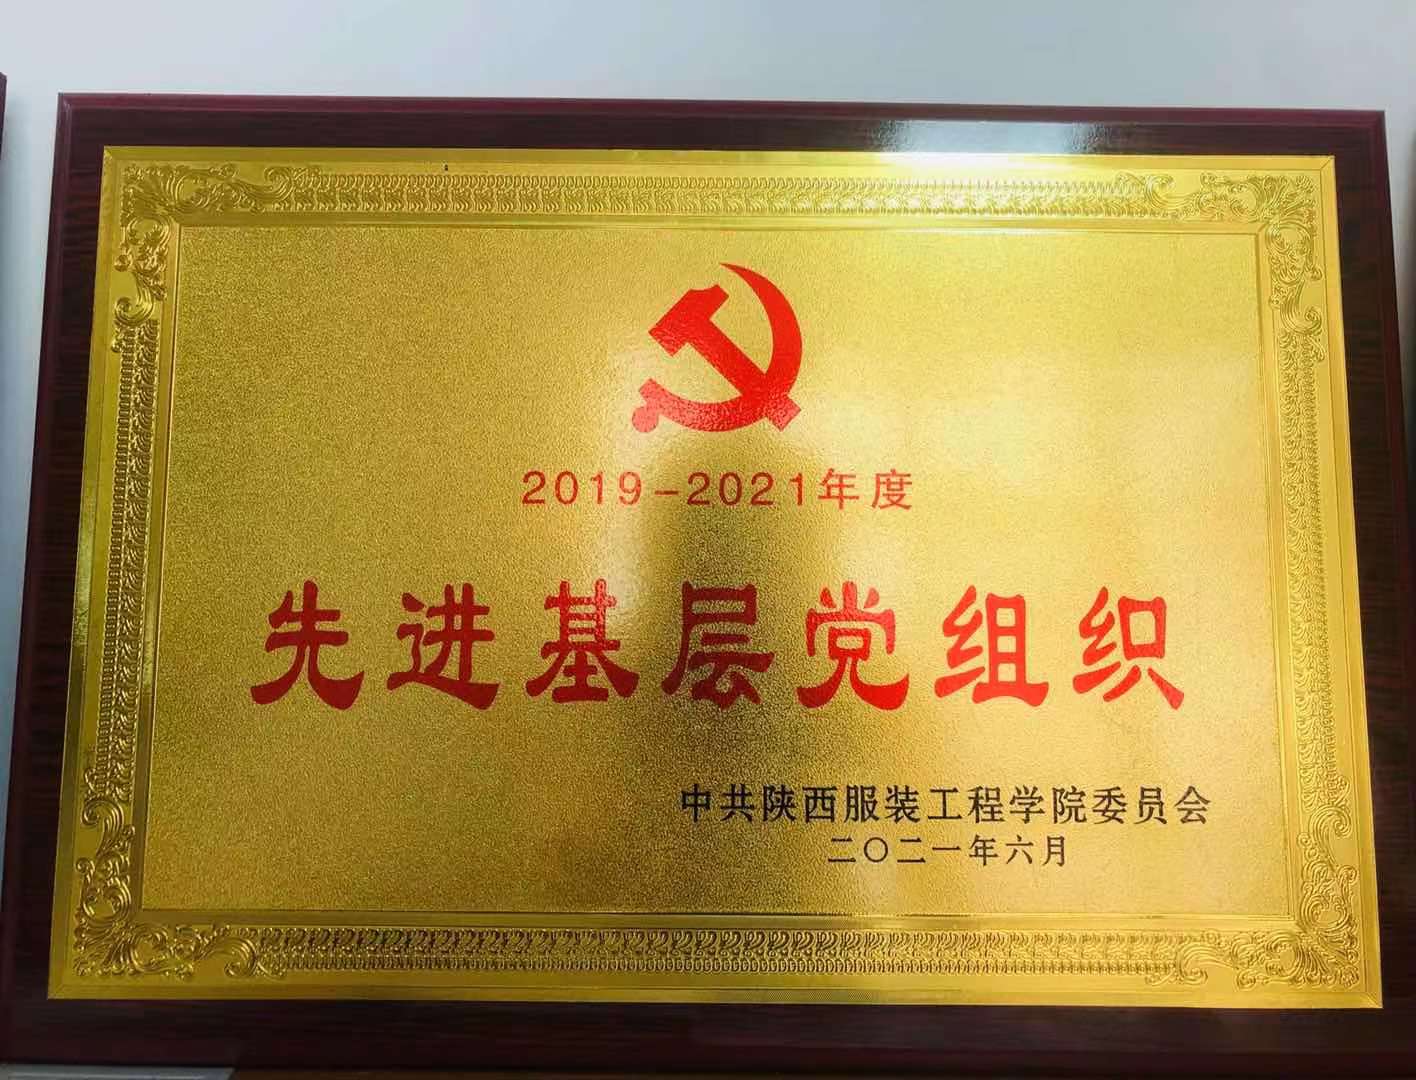 2019-2021年度
先进基层党组织
中共陕西服装工程学院委员会
二〇二一年六月